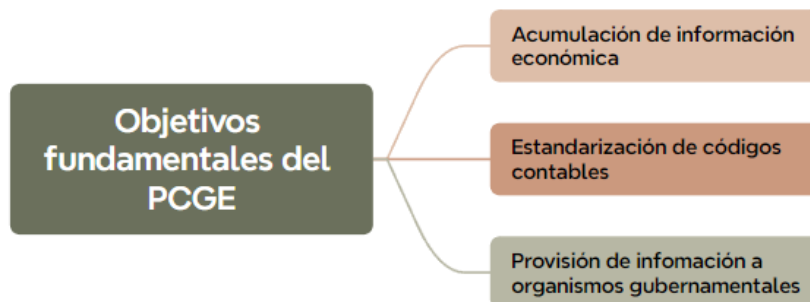 Objetivos
fundamentales del
PCGE
Acumulación de información
económica
Estandarización de códigos
contables
Provisión de infomación a
organismos gubernamentales